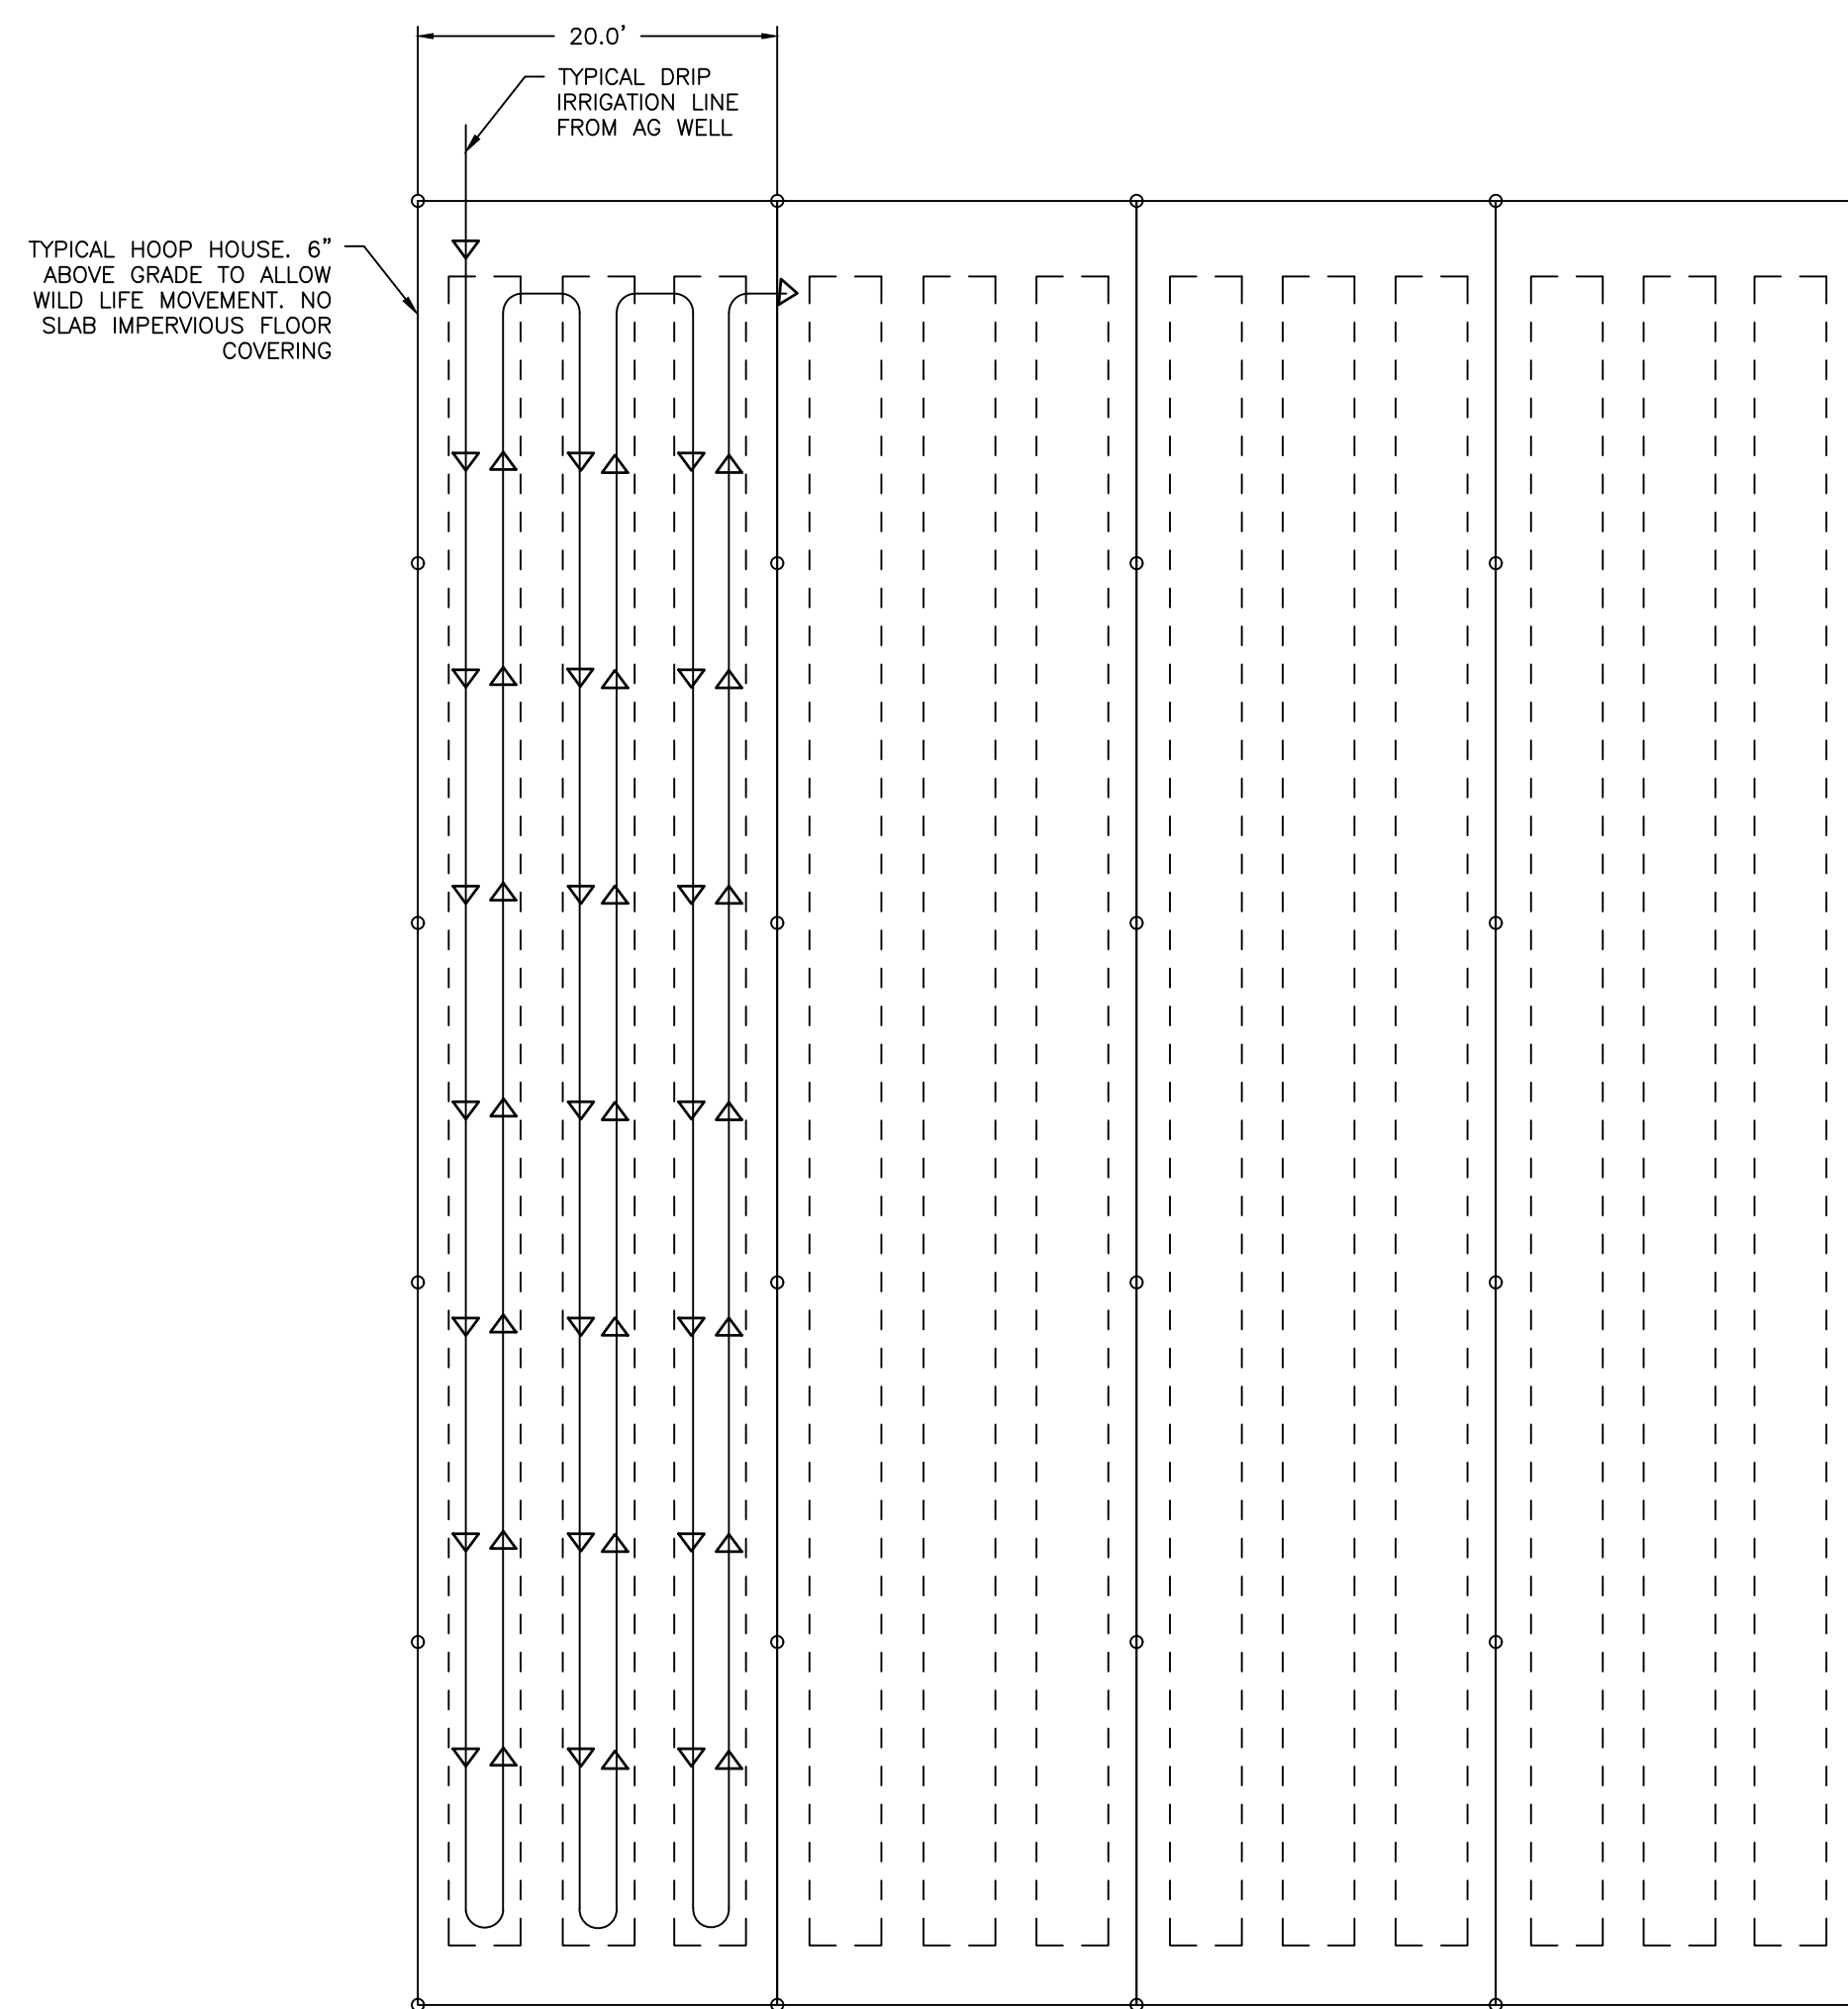 20.0'
TYPICAL DRIP
IRRIGATION LINE
FROM AG WELL
TYPICAL HOOP HOUSE. 6"
ABOVE GRADE TO ALLOW
WILD LIFE MOVEMENT. NO
SLAB IMPERVIOUS FLOOR
COVERING